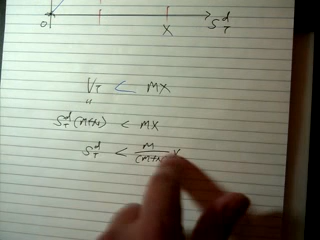 0 X S_T^d
V_T < MX
"
S_T^d (M+N) < MX
S_T^d < M/(M+N) X